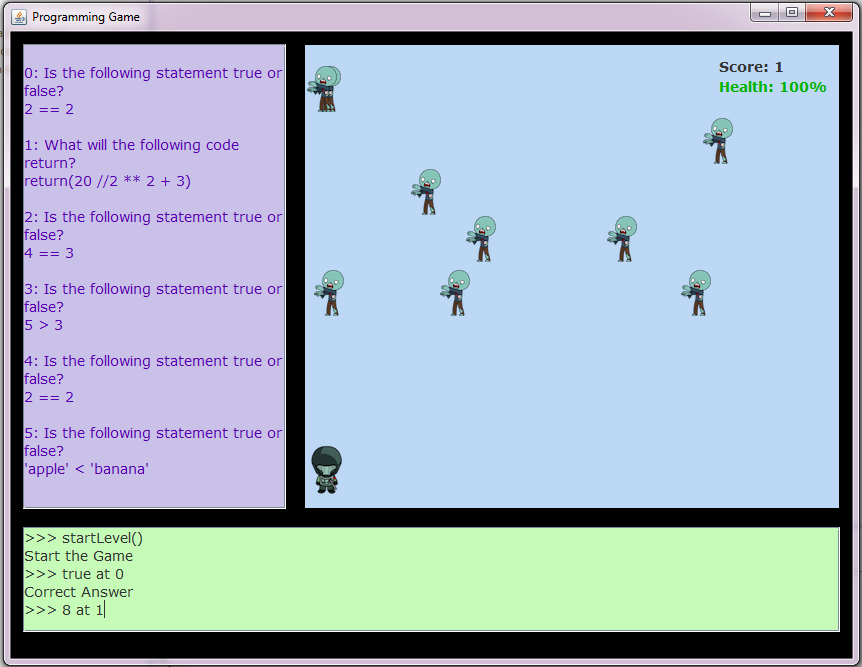 Programming Game
0: Is the following statement true or
false?
2 == 2
1: What will the following code
return?
return(20 //2 ** 2 + 3)
2: Is the following statement true or
false?
4 == 3
3: Is the following statement true or
false?
5 > 3
4: Is the following statement true or
false?
2 == 2
5: Is the following statement true or
false?
'apple' < 'banana'
Score: 1
Health: 100%
>>> startLevel()
Start the Game
>>> true at 0
Correct Answer
>>> 8 at 1